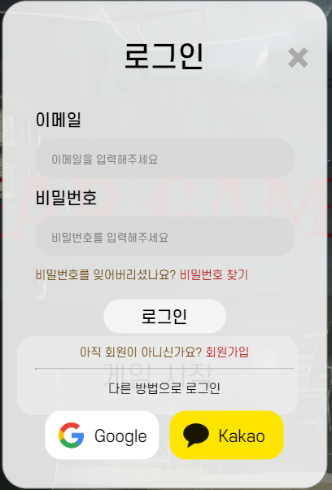 로그인
이메일
이메일을 입력해주세요
비밀번호
비밀번호를 입력해주세요
비밀번호를 잊어버리셨나요? 비밀번호 찾기
로그인
아직 회원이 아니신가요? 회원가입
게임 시작
다른 방법으로 로그인
Google
Kakao